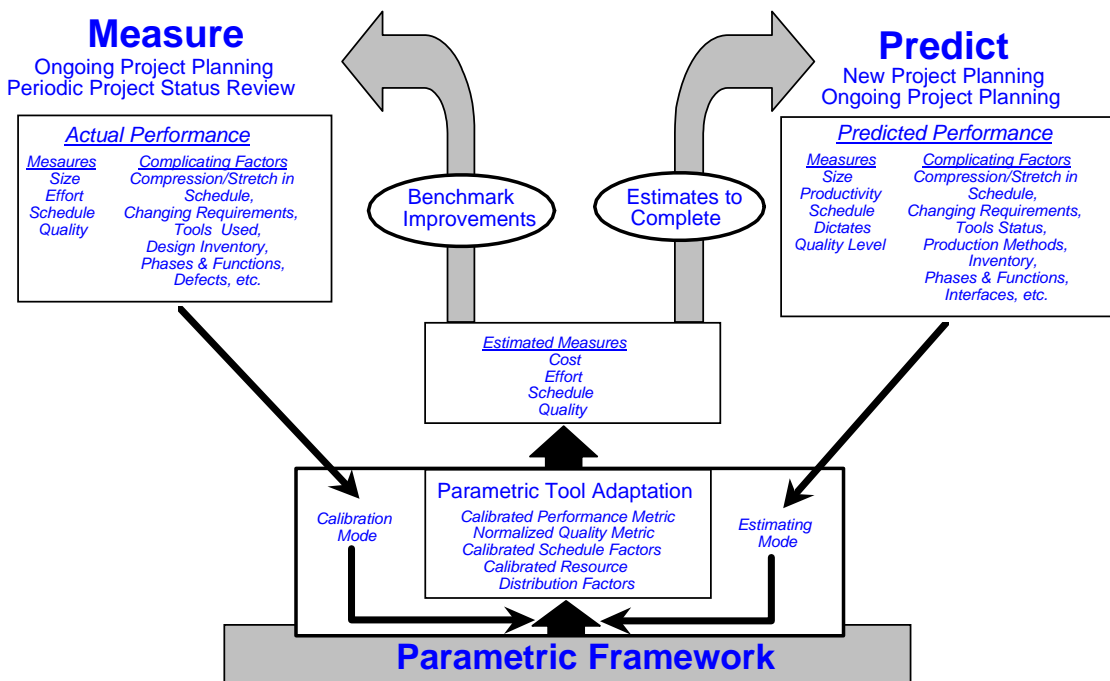 Measure
Ongoing Project Planning
Periodic Project Status Review
Actual Performance
Mesaures
Size
Effort
Schedule
Quality
Complicating Factors
Compression/Stretch in
Schedule,
Changing Requirements,
Tools Used,
Design Inventory,
Phases & Functions,
Defects, etc.
Benchmark
Improvements
Estimates to
Complete
Predict
New Project Planning
Ongoing Project Planning
Predicted Performance
Measures
Size
Productivity
Schedule
Dictates
Quality Level
Complicating Factors
Compression/Stretch in
Schedule,
Changing Requirements,
Tools Status,
Production Methods,
Inventory,
Phases & Functions,
Interfaces, etc.
Estimated Measures
Cost
Effort
Schedule
Quality
Calibration
Mode
Parametric Tool Adaptation
Calibrated Performance Metric
Normalized Quality Metric
Calibrated Schedule Factors
Calibrated Resource
Distribution Factors
Estimating
Mode
Parametric Framework